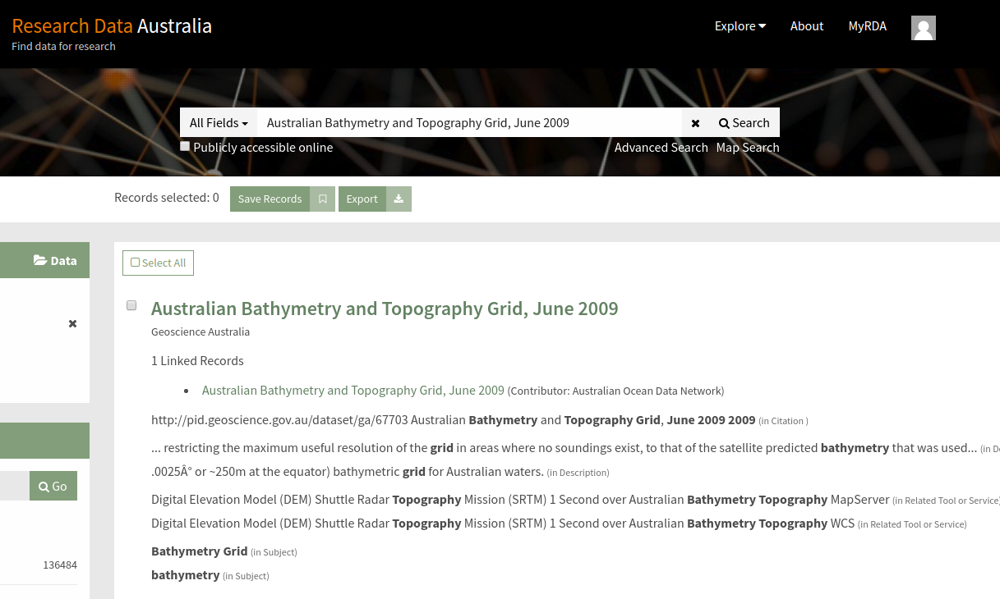 Research Data Australia
Find data for research
Explore
About
MyRDA
All Fields
Australian Bathymetry and Topography Grid, June 2009
Search
Publicly accessible online
Advanced Search
Map Search
Records selected: 0
Save Records
Export
Data
Go
136484
Select All
Australian Bathymetry and Topography Grid, June 2009
Geoscience Australia
1 Linked Records
Australian Bathymetry and Topography Grid, June 2009 (Contributor: Australian Ocean Data Network)
http://pid.geoscience.gov.au/dataset/ga/67703 Australian Bathymetry and Topography Grid, June 2009 2009 (in Citation )
... restricting the maximum useful resolution of the grid in areas where no soundings exist, to that of the satellite predicted bathymetry that was used... (in De
.0025Â° or ~250m at the equator) bathymetric grid for Australian waters. (in Description)
Digital Elevation Model (DEM) Shuttle Radar Topography Mission (SRTM) 1 Second over Australian Bathymetry Topography MapServer (in Related Tool or Service)
Digital Elevation Model (DEM) Shuttle Radar Topography Mission (SRTM) 1 Second over Australian Bathymetry Topography WCS (in Related Tool or Service)
Bathymetry Grid (in Subject)
bathymetry (in Subject)